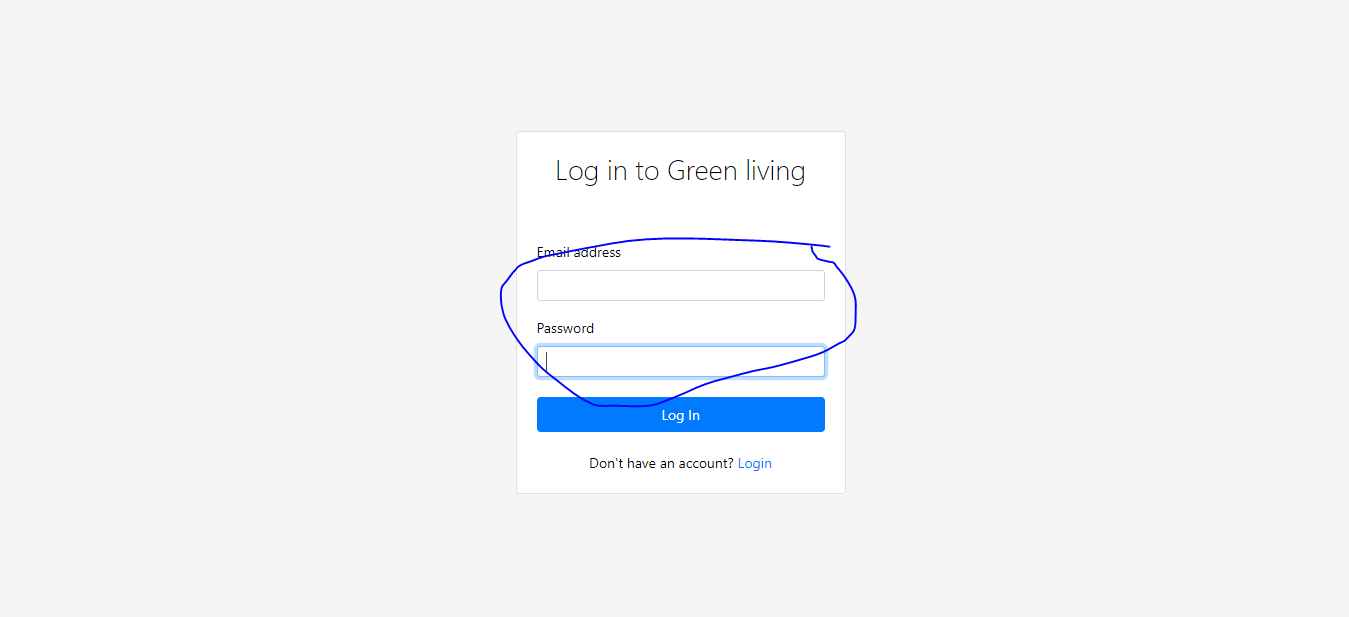 Log in to Green living
Email address
Password
Log In
Don't have an account? Login